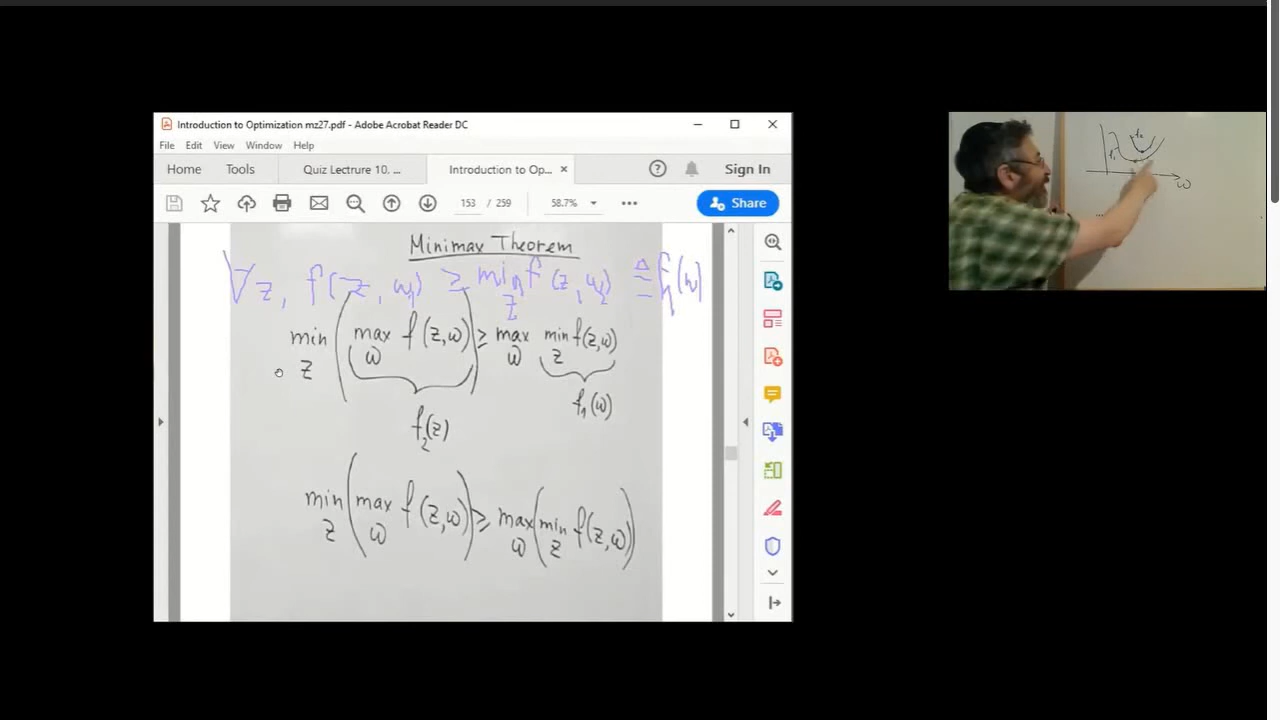 Introduction to Optimization mz27.pdf - Adobe Acrobat Reader DC
File Edit View Window Help
Home Tools Quiz Lecture 10, ... Introduction to Op... Sign In
153 / 259 58.7% Share
Minimax Theorem
∀z, f(z, w) ≥ min f(z, w) ≜ f₁(w)
z
min (max f(z,ω)) ≥ max min f(z,ω)
z ω ω z
f₂(z) f₁(ω)
min (max f(z,ω)) ≥ max (min f(z,ω))
z ω ω z
f₁ f₂
ω